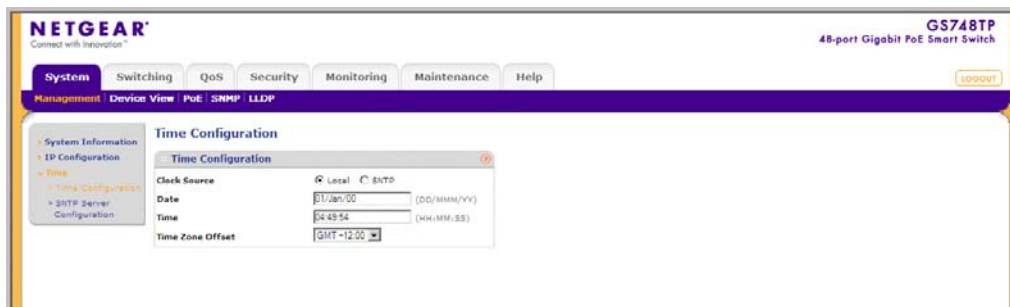 NETGEAR®
Connect with Innovation™
GS748TP
48-port Gigabit PoE Smart Switch
System Switching QoS Security Monitoring Maintenance Help
LOGOUT
Management Device View PoE SNMP LLDP
System Information
IP Configuration
Time
Time Configuration
SNTP Server
Configuration
Time Configuration
Time Configuration
Clock Source Local SNTP
Date 01/Jan/00 (DD/MMM/YY)
Time 04:49:54 (HH:MM:SS)
Time Zone Offset GMT -12:00